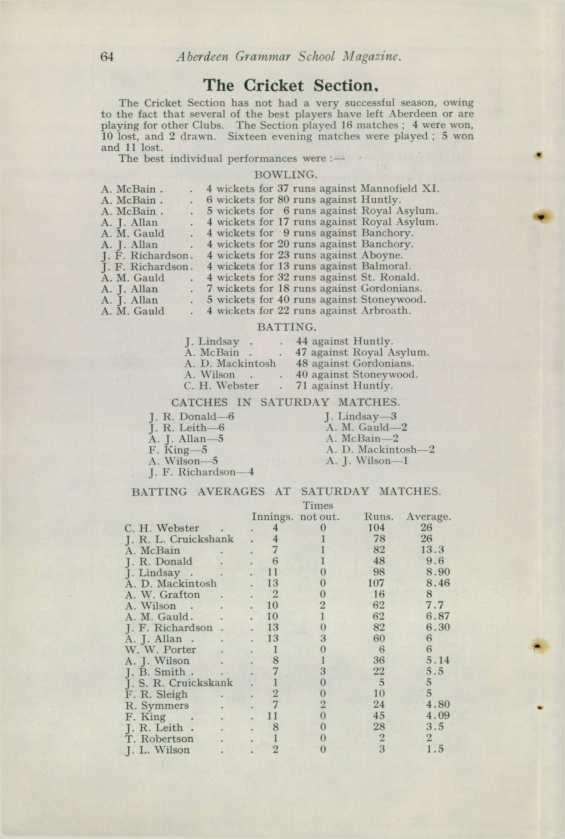 64 Aberdeen Grammar School Magazine.
The Cricket Section.
The Cricket Section has not had a very successful season, owing
to the fact that several of the best players have left Aberdeen or are
playing for other Clubs. The Section played 16 matches; 4 were won,
10 lost, and 2 drawn. Sixteen evening matches were played; 5 won
and 11 lost.
The best individual performances were :—
BOWLING.
A. McBain . . 4 wickets for 37 runs against Mannofield XI.
A. McBain . . 6 wickets for 80 runs against Huntly.
A. McBain . . 5 wickets for 6 runs against Royal Asylum.
A. J. Allan . 4 wickets for 17 runs against Royal Asylum.
A. M. Gauld . 4 wickets for 9 runs against Banchory.
A. J. Allan . 4 wickets for 20 runs against Banchory.
J. F. Richardson. 4 wickets for 23 runs against Aboyne.
J. F. Richardson. 4 wickets for 13 runs against Balmoral.
A. M. Gauld . 4 wickets for 32 runs against St. Ronald.
A. J. Allan . 7 wickets for 18 runs against Gordonians.
A. J. Allan . 5 wickets for 40 runs against Stoneywood.
A. M. Gauld . 4 wickets for 22 runs against Arbroath.
BATTING.
J. Lindsay . . 44 against Huntly.
A. McBain . . 47 against Royal Asylum.
A. D. Mackintosh 48 against Gordonians.
A. Wilson . . 40 against Stoneywood.
C. H. Webster . 71 against Huntly.
CATCHES IN SATURDAY MATCHES.
J. R. Donald—6 J. Lindsay—3
J. R. Leith—6 A. M. Gauld—2
A. J. Allan—5 A. McBain—2
F. King—5 A. D. Mackintosh—2
A. Wilson—5 A. J. Wilson—1
J. F. Richardson—4
BATTING AVERAGES AT SATURDAY MATCHES.
Times
Innings. not out. Runs. Average.
C. H. Webster . . 4 0 104 26
J. R. L. Cruickshank . 4 1 78 26
A. McBain . . 7 1 82 13.3
J. R. Donald . . 6 1 48 9.6
J. Lindsay . . . 11 0 98 8.90
A. D. Mackintosh . 13 0 107 8.46
A. W. Grafton . . 2 0 16 8
A. Wilson . . . 10 2 62 7.7
A. M. Gauld. . . 10 1 62 6.87
J. F. Richardson . . 13 0 82 6.30
A. J. Allan . . . 13 3 60 6
W. W. Porter . . 1 0 6 6
A. J. Wilson . . 8 1 36 5.14
J. B. Smith . . . 7 3 22 5.5
J. S. R. Cruickskank . 1 0 5 5
F. R. Sleigh . . 2 0 10 5
R. Symmers . . 7 2 24 4.80
F. King . . . 11 0 45 4.09
J. R. Leith . . . 8 0 28 3.5
T. Robertson . . 1 0 2 2
J. L. Wilson . . 2 0 3 1.5